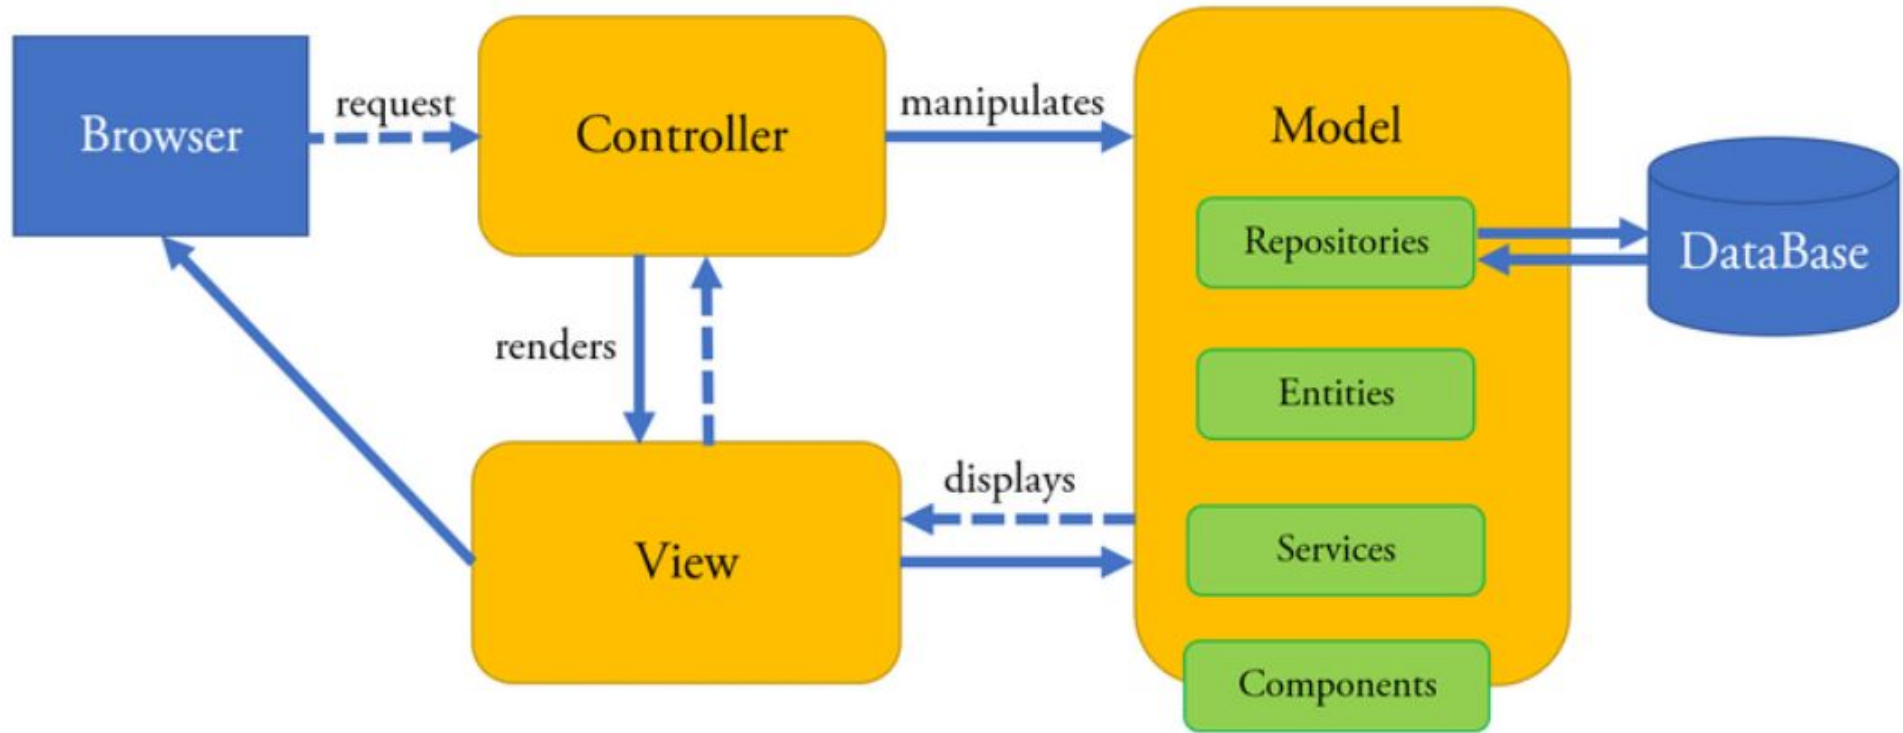 Browser
request
Controller
manipulates
Model
Repositories
DataBase
renders
Entities
displays
View
Services
Components